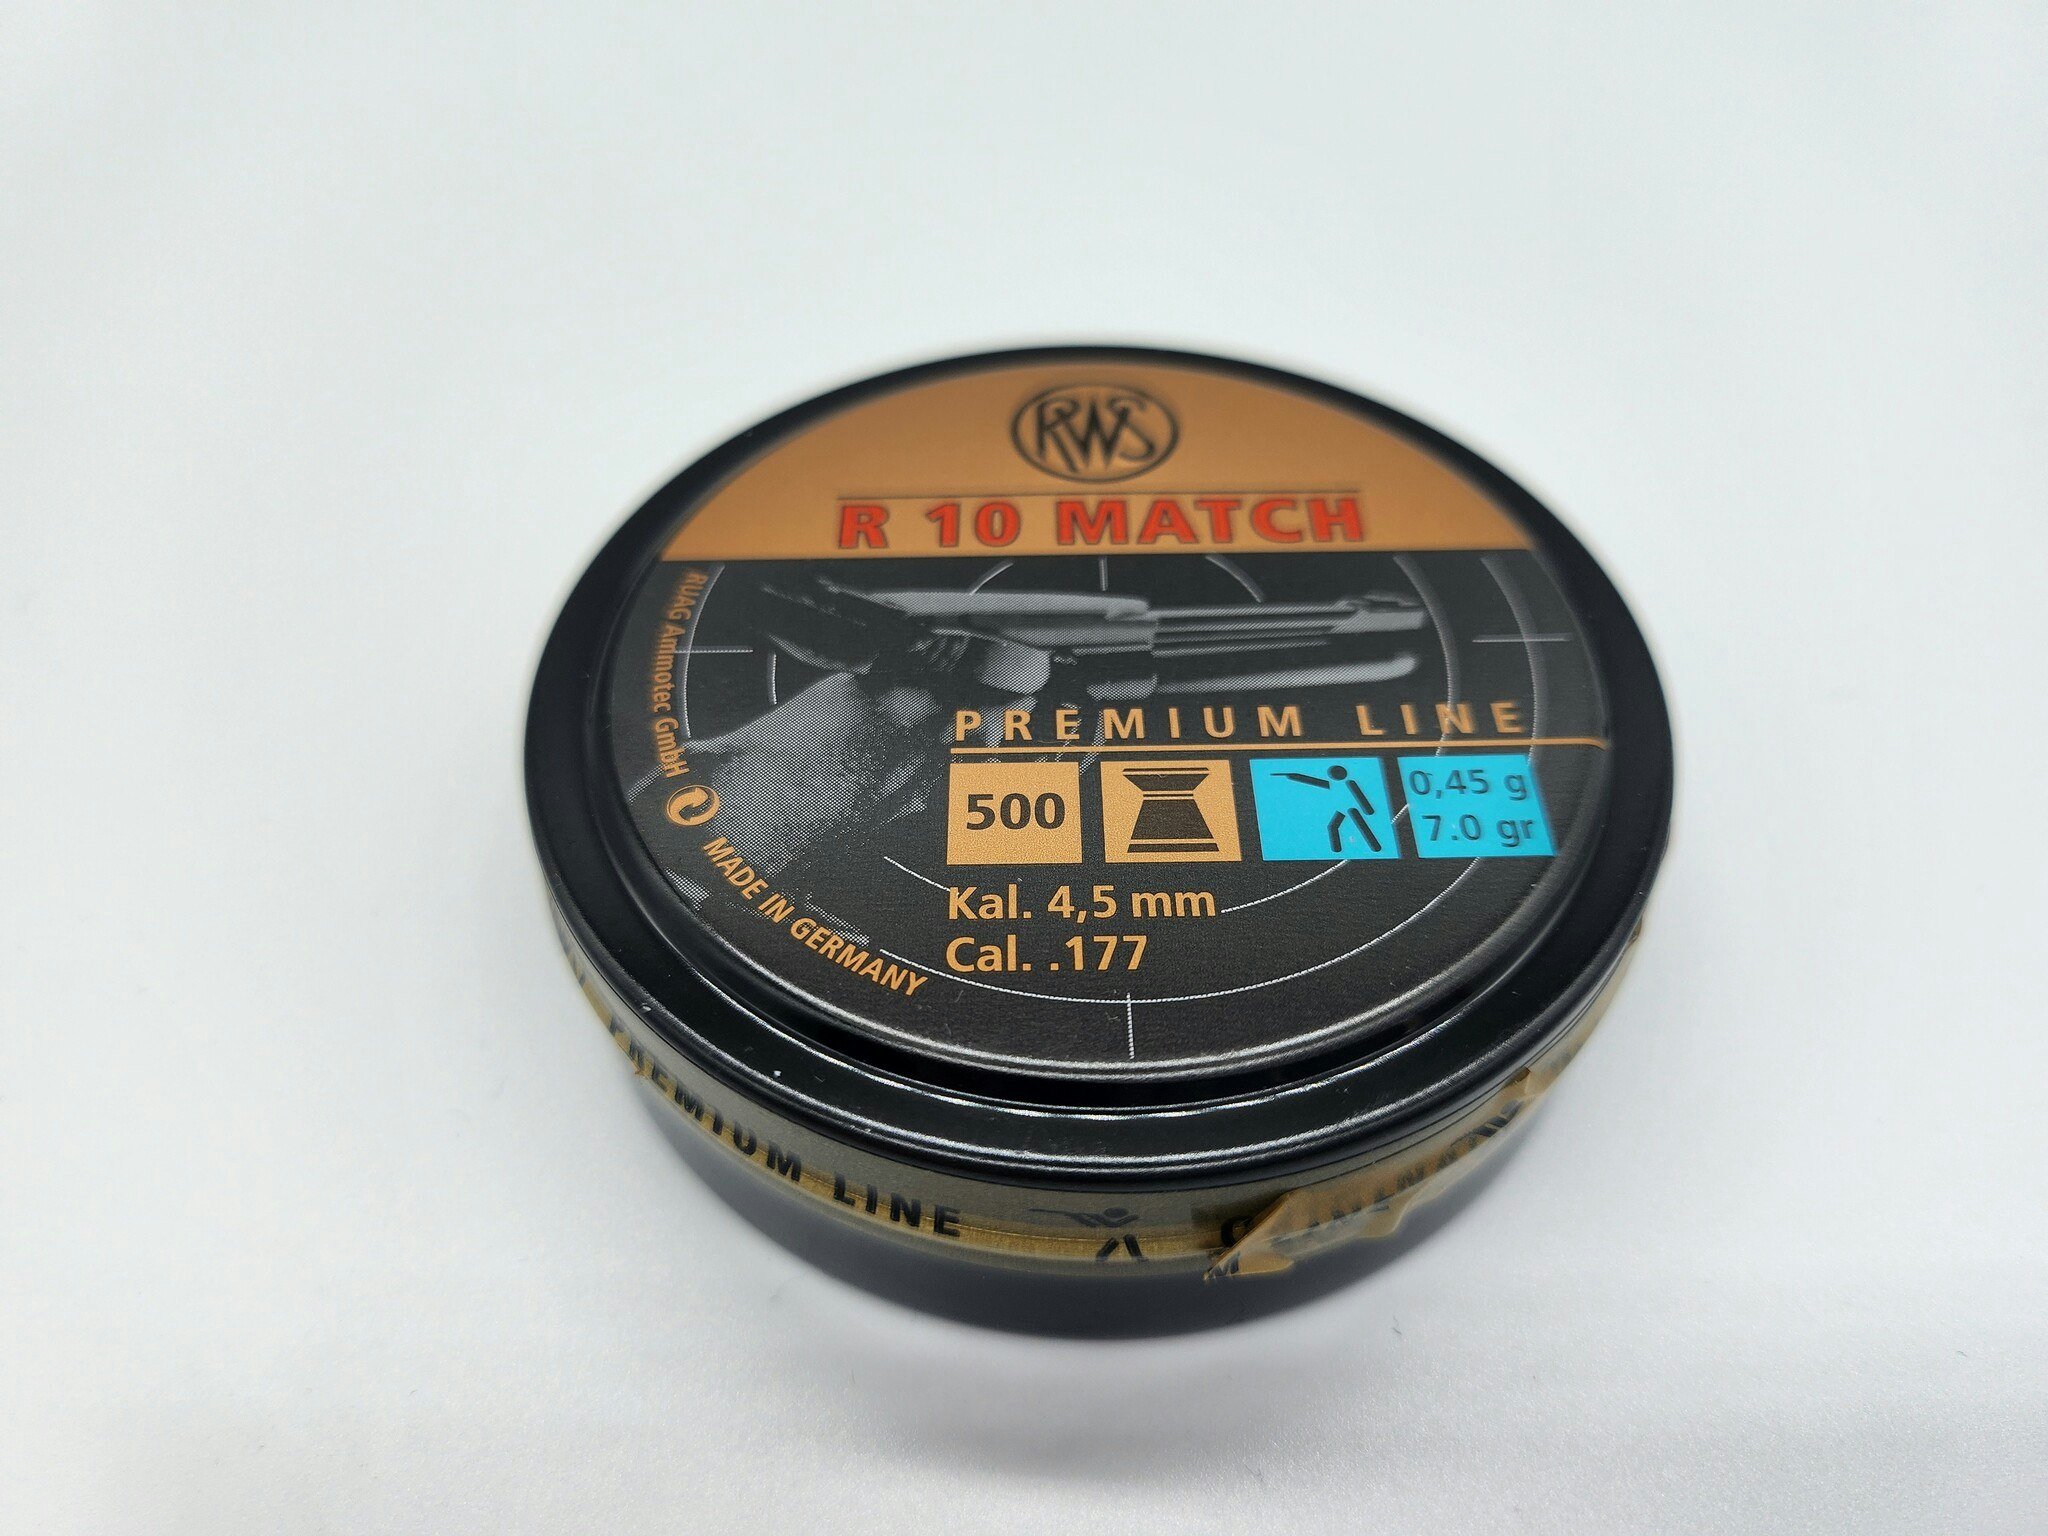 RWS
R 10 MATCH
RUAG Ammotec GmbH
MADE IN GERMANY
PREMIUM LINE
500
0,45 g
7.0 gr
Kal. 4,5 mm
Cal. .177
PREMIUM LINE